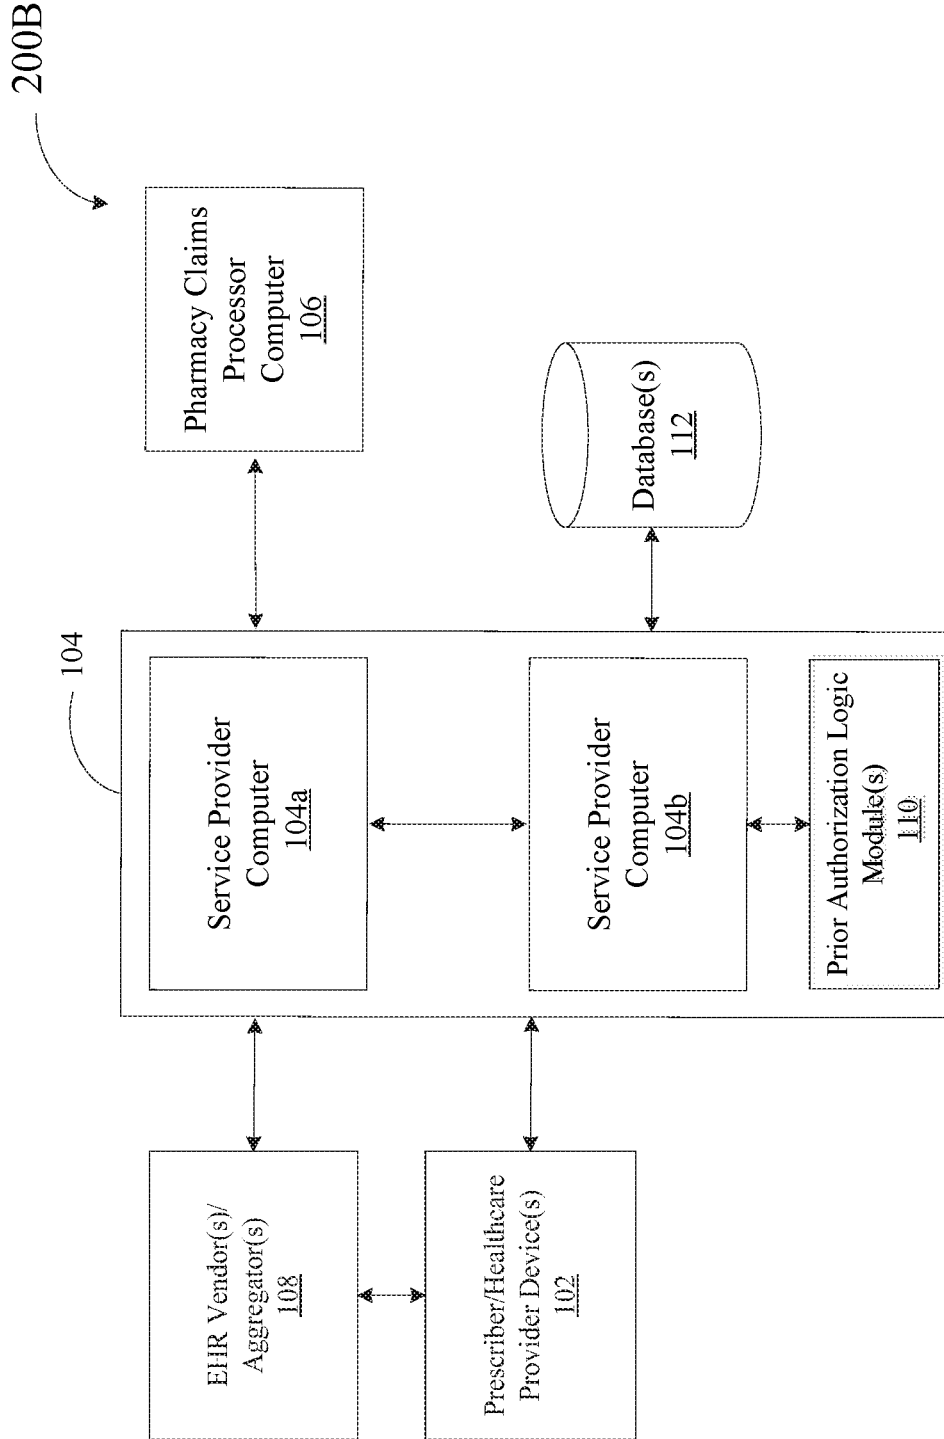 200B
104
EHR Vendor(s)/
Aggregator(s)
108
Service Provider
Computer
104a
Pharmacy Claims
Processor
Computer
106
Prescriber/Healthcare
Provider Device(s)
102
Service Provider
Computer
104b
Database(s)
112
Prior Authorization Logic
Module(s)
110